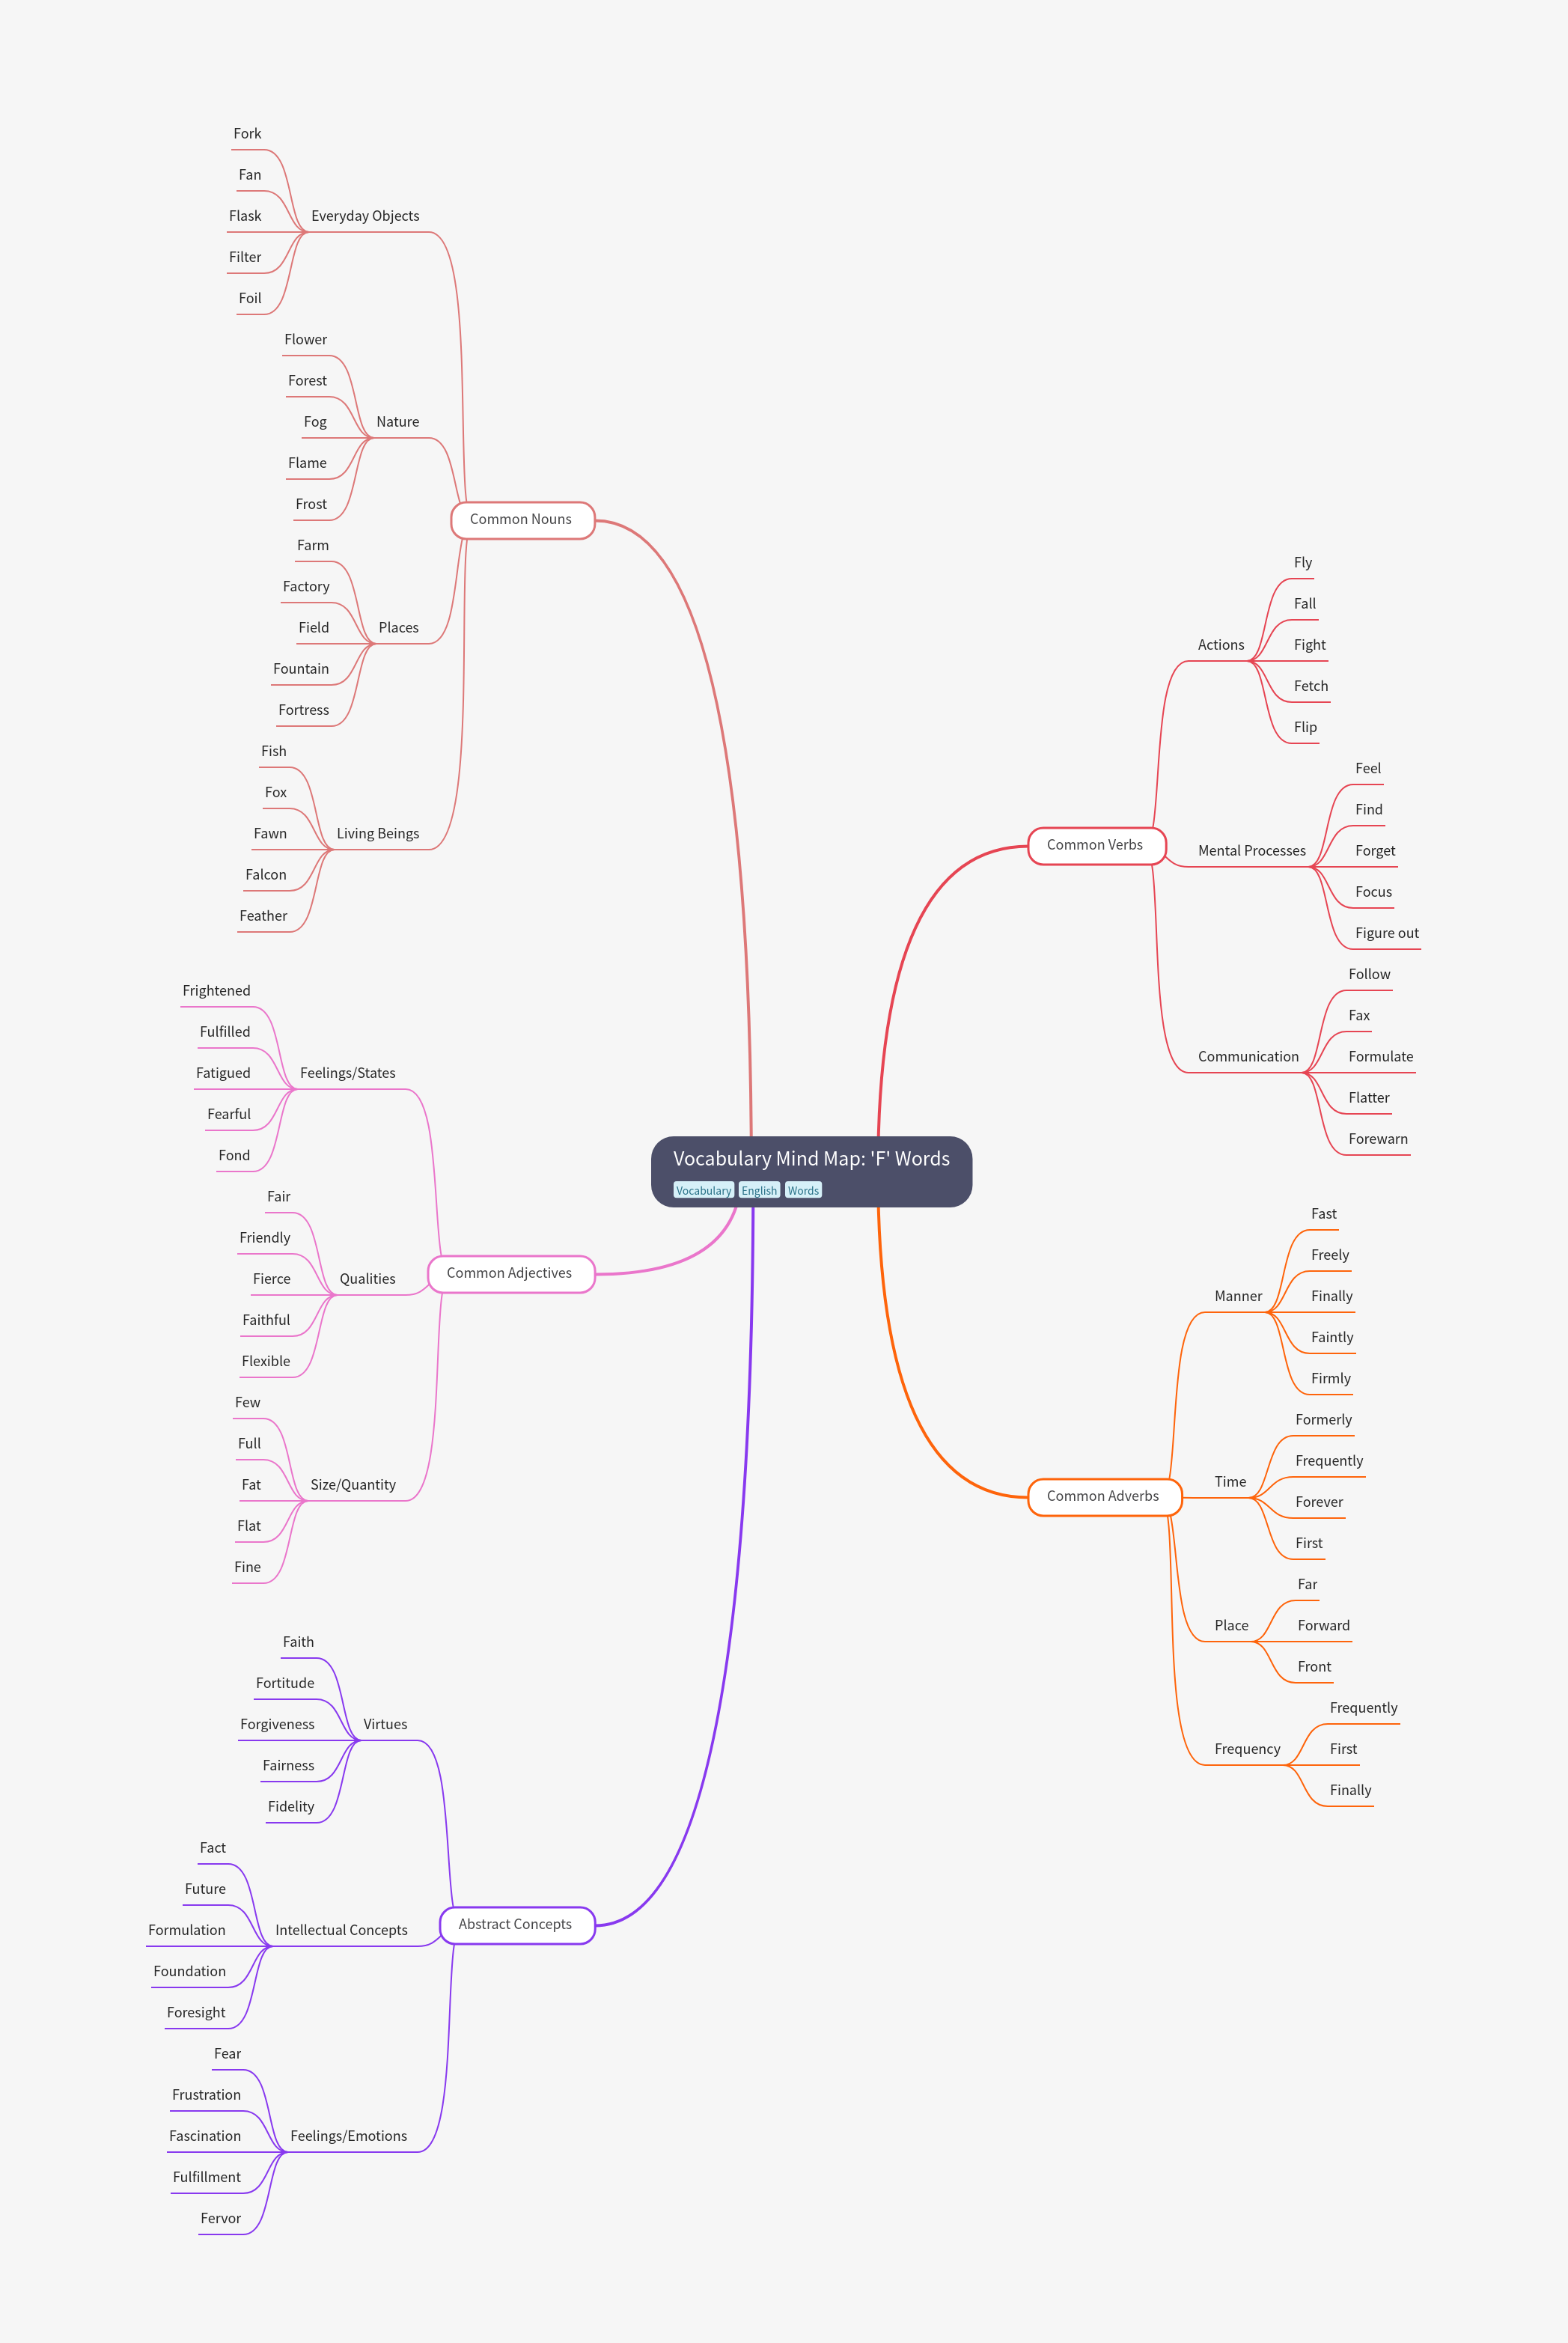 Vocabulary Mind Map: 'F' Words
Vocabulary English Words
Common Nouns
Everyday Objects
Fork
Fan
Flask
Filter
Foil
Nature
Flower
Forest
Fog
Flame
Frost
Places
Farm
Factory
Field
Fountain
Fortress
Living Beings
Fish
Fox
Fawn
Falcon
Feather
Common Adjectives
Feelings/States
Frightened
Fulfilled
Fatigued
Fearful
Fond
Qualities
Fair
Friendly
Fierce
Faithful
Flexible
Size/Quantity
Few
Full
Fat
Flat
Fine
Abstract Concepts
Virtues
Faith
Fortitude
Forgiveness
Fairness
Fidelity
Intellectual Concepts
Fact
Future
Formulation
Foundation
Foresight
Feelings/Emotions
Fear
Frustration
Fascination
Fulfillment
Fervor
Common Verbs
Actions
Fly
Fall
Fight
Fetch
Flip
Mental Processes
Feel
Find
Forget
Focus
Figure out
Communication
Follow
Fax
Formulate
Flatter
Forewarn
Common Adverbs
Manner
Fast
Freely
Finally
Faintly
Firmly
Time
Formerly
Frequently
Forever
First
Place
Far
Forward
Front
Frequency
Frequently
First
Finally